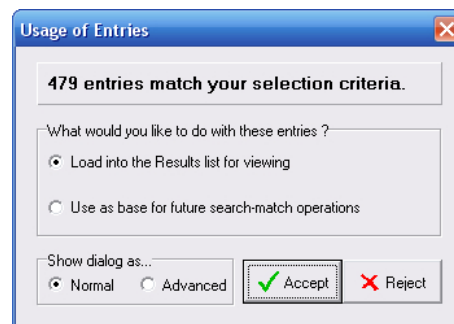 Usage of Entries
479 entries match your selection criteria.
What would you like to do with these entries ?
Load into the Results list for viewing
Use as base for future search-match operations
Show dialog as...
Normal Advanced Accept Reject